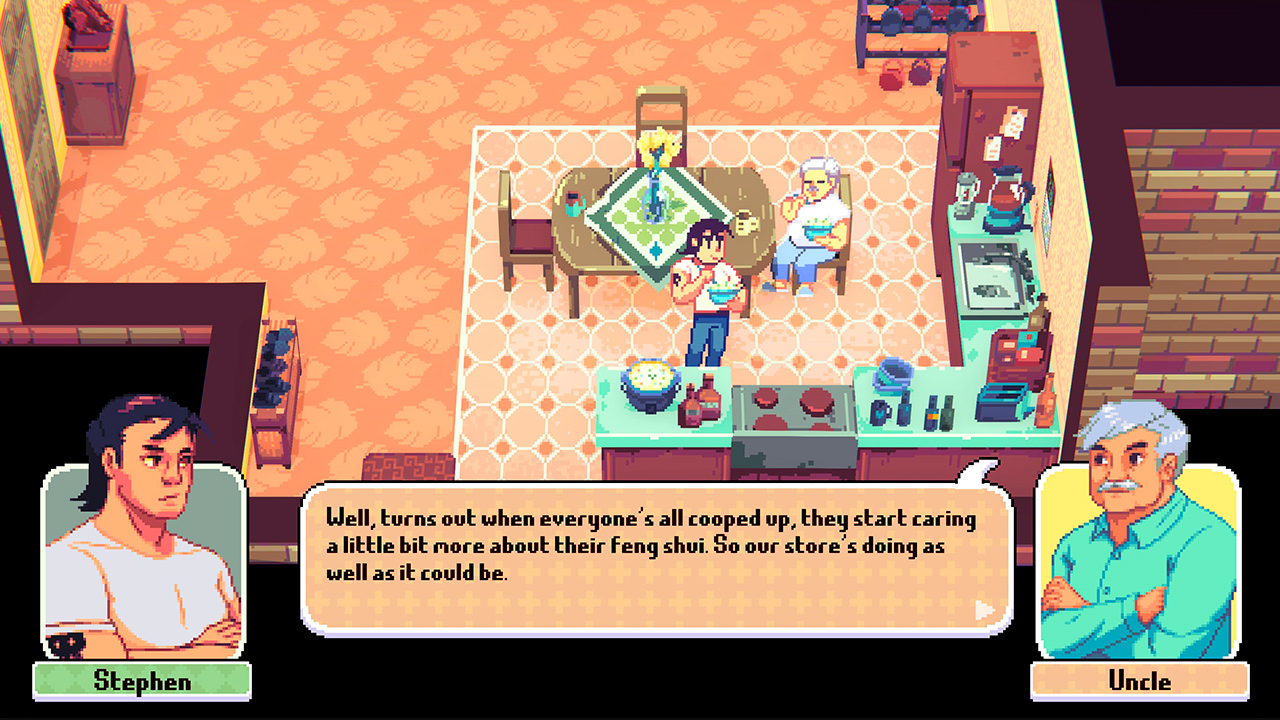 Well, turns out when everyone's all cooped up, they start caring
a little bit more about their feng shui. So our store's doing as
well as it could be.
Stephen
Uncle